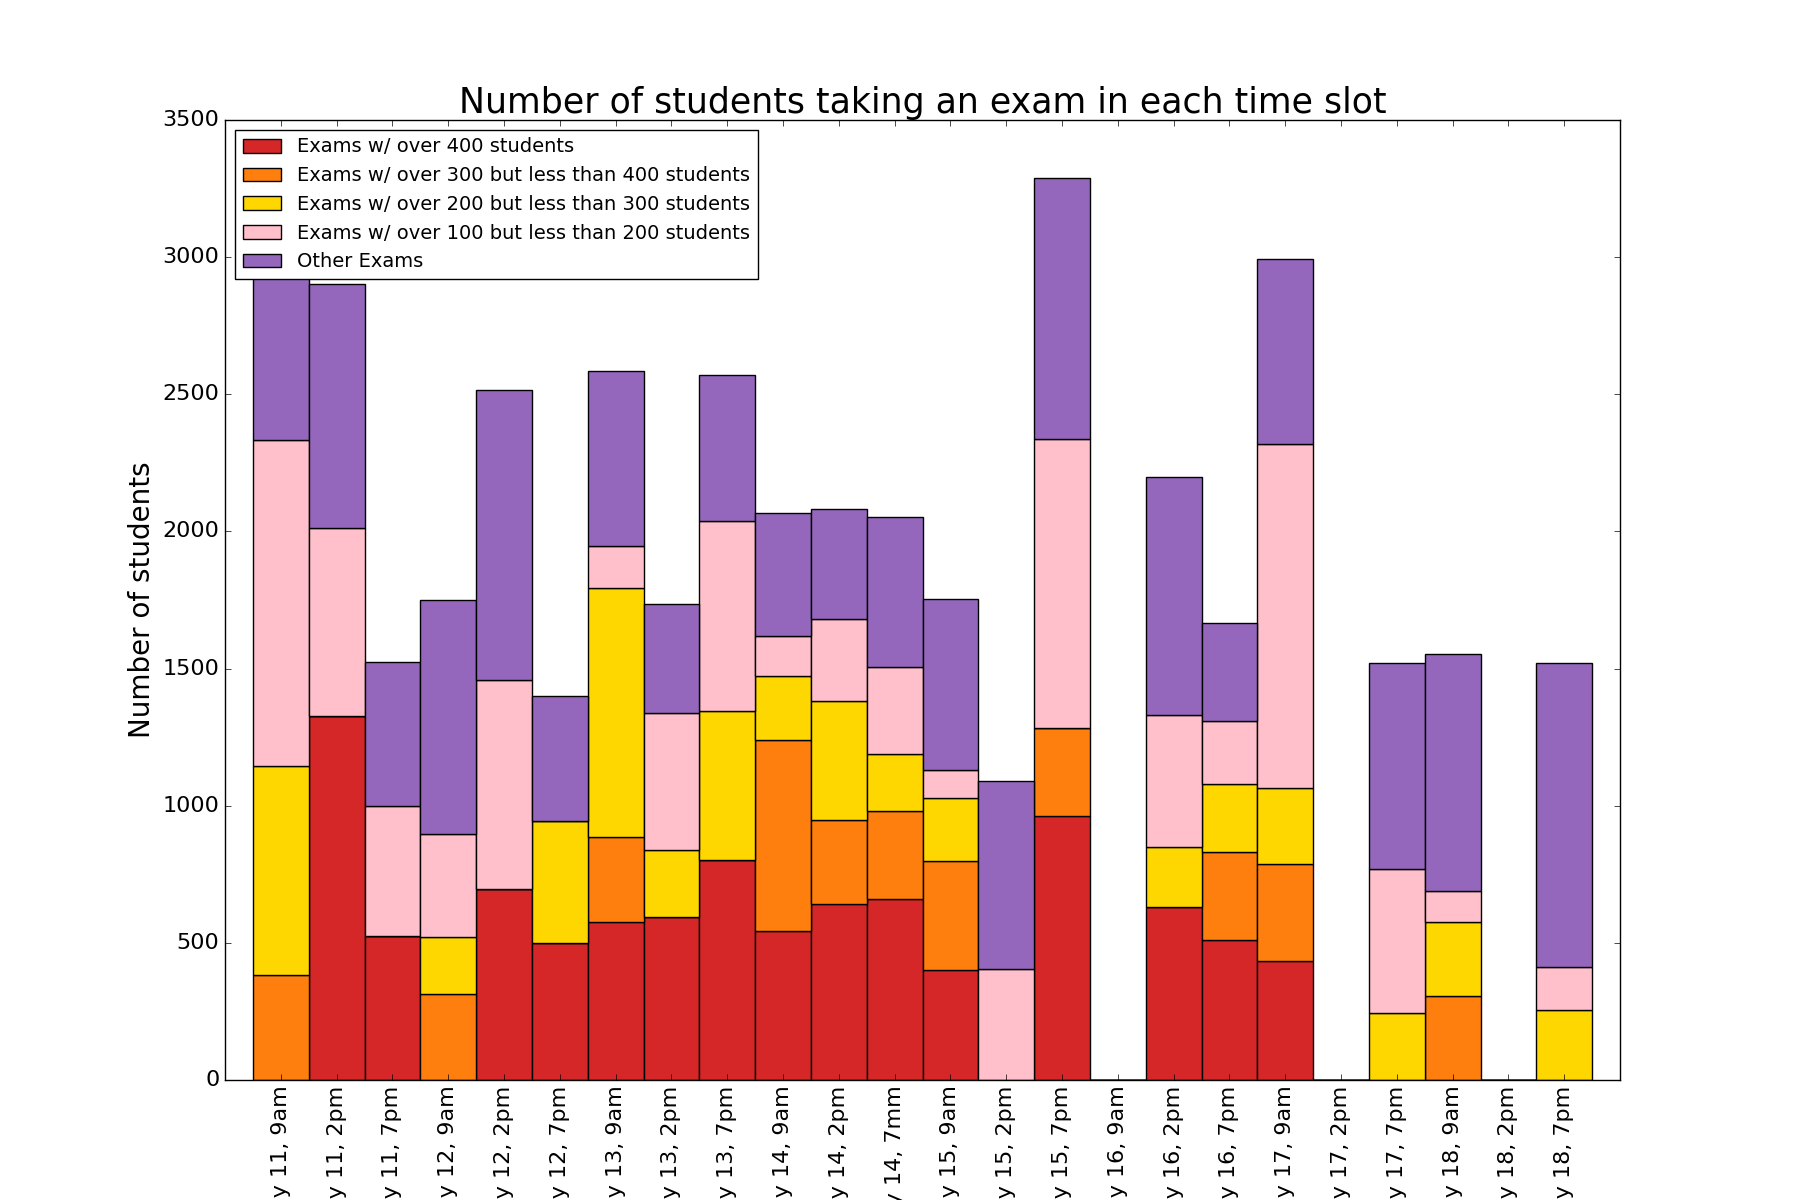 Number of students taking an exam in each time slot
3500
3000
2500
2000
1500
1000
500
0
Number of students
Exams w/ over 400 students
Exams w/ over 300 but less than 400 students
Exams w/ over 200 but less than 300 students
Exams w/ over 100 but less than 200 students
Other Exams
y 11, 9am
y 11, 2pm
y 11, 7pm
y 12, 9am
y 12, 2pm
y 12, 7pm
y 13, 9am
y 13, 2pm
y 13, 7pm
y 14, 9am
y 14, 2pm
y 14, 7mm
y 15, 9am
y 15, 2pm
y 15, 7pm
y 16, 9am
y 16, 2pm
y 16, 7pm
y 17, 9am
y 17, 2pm
y 17, 7pm
y 18, 9am
y 18, 2pm
y 18, 7pm